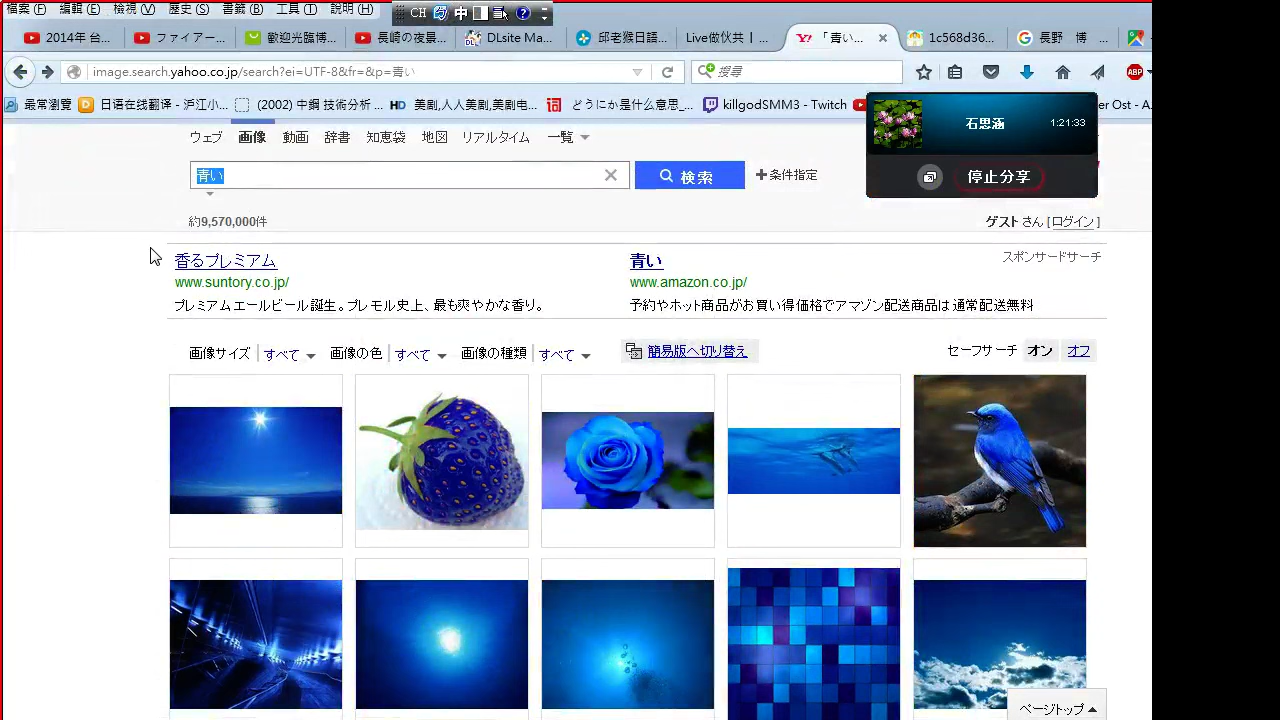 檔案(F) 編輯(E) 檢視(V) 歷史(S) 書籤(B) 工具(T) 說明(H)
CH 中
2014年 台...
ファイアー...
歡迎光臨博...
長崎の夜景...
DLsite Ma...
邱老猴日語...
Live做伙共 | ...
「青い...
1c568d36...
長野 博 ...
image.search.yahoo.co.jp/search?ei=UTF-8&fr=&p=青い
搜尋
ABP
最常瀏覽
日语在线翻译 - 沪江小...
(2002) 中鋼 技術分析 ...
HD 美剧,人人美剧,美剧电...
どうにか是什么意思_...
killgodSMM3 - Twitch
er Ost - A...
石思涵
1:21:33
停止分享
ウェブ 画像 動画 辞書 知恵袋 地図 リアルタイム 一覧
青い
検索
+条件指定
約9,570,000件
ゲストさん [ログイン]
香るプレミアム
www.suntory.co.jp/
プレミアムエールビール誕生。プレモル史上、最も爽やかな香り。
青い
スポンサードサーチ
www.amazon.co.jp/
予約やホット商品がお買い得価格でアマゾン配送商品は通常配送無料
画像サイズ すべて 画像の色 すべて 画像の種類 すべて
簡易版へ切り替え
セーフサーチ オン オフ
ページトップ